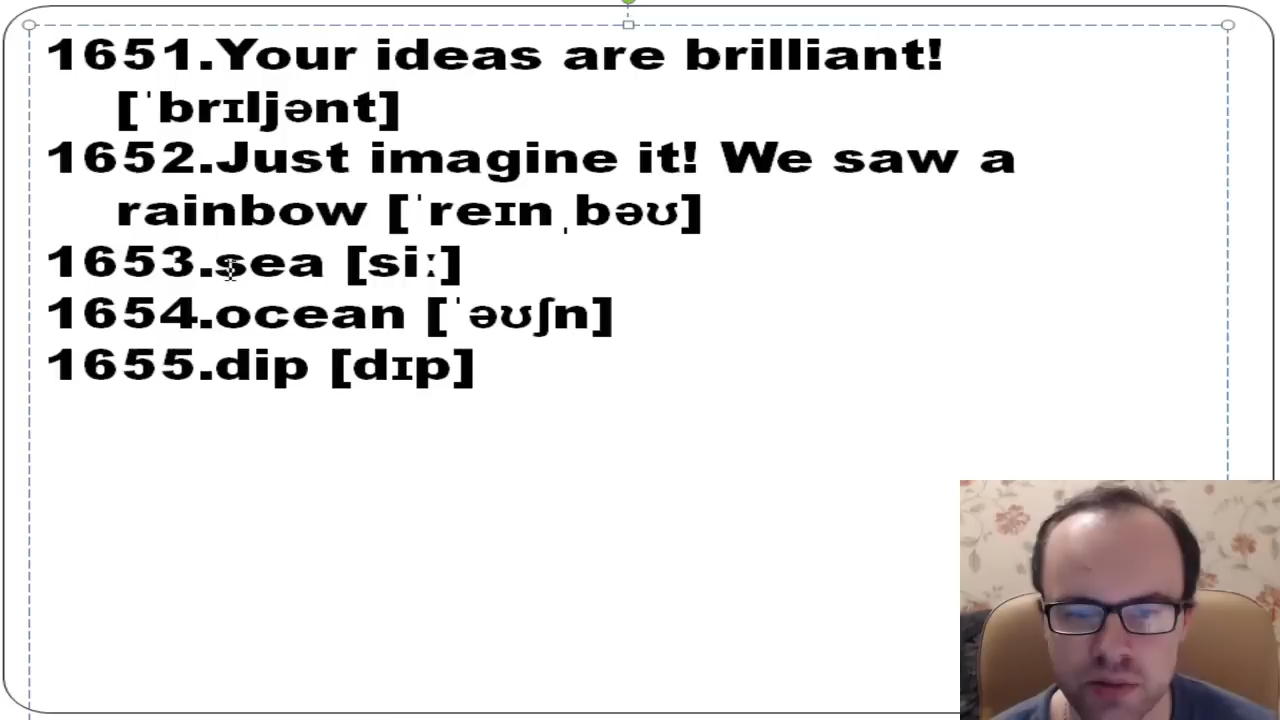 1651.Your ideas are brilliant!
[ˈbrɪljənt]
1652.Just imagine it! We saw a
rainbow [ˈreɪnˌbəʊ]
1653.sea [siː]
1654.ocean [ˈəʊʃn]
1655.dip [dɪp]